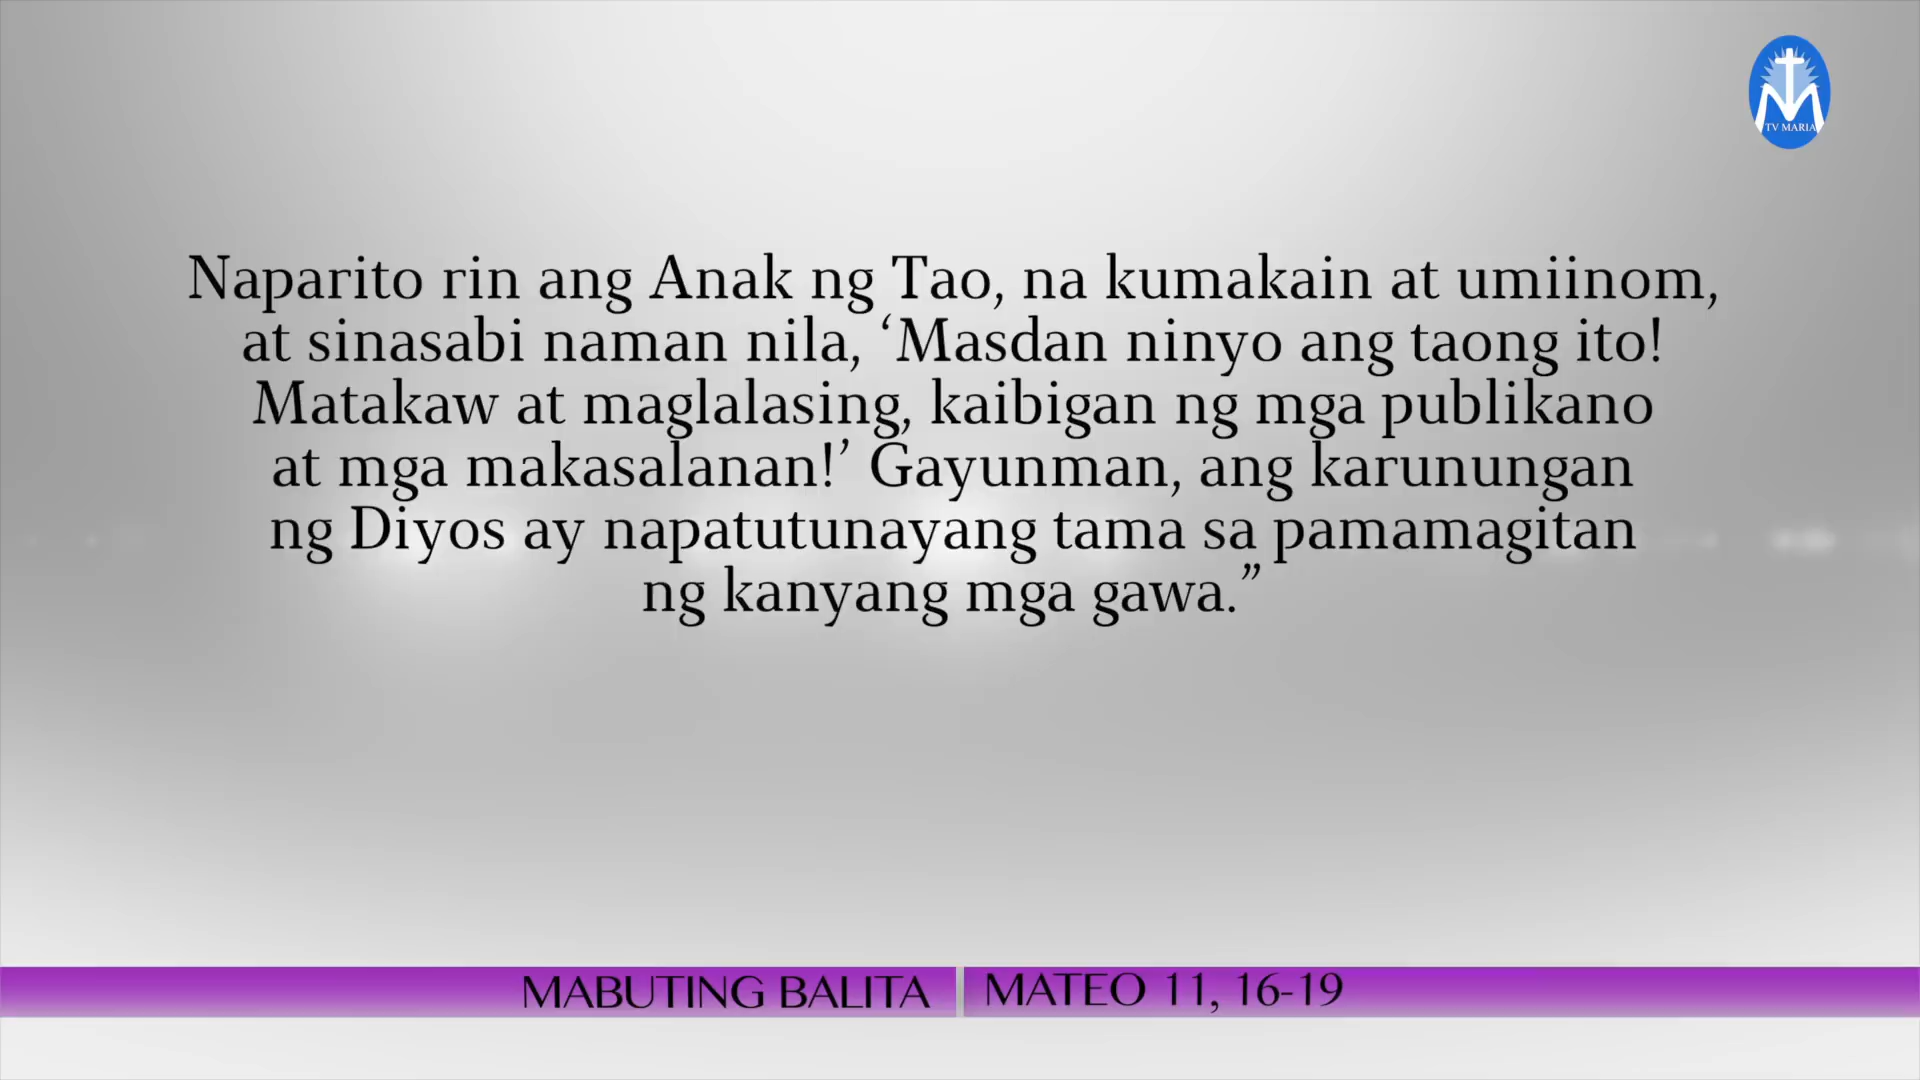 TV MARIA
Naparito rin ang Anak ng Tao, na kumakain at umiinom,
at sinasabi naman nila, ‘Masdan ninyo ang taong ito!
Matakaw at maglalasing, kaibigan ng mga publikano
at mga makasalanan!’ Gayunman, ang karunungan
ng Diyos ay napatutunayang tama sa pamamagitan
ng kanyang mga gawa.”
MABUTING BALITA
MATEO 11, 16-19